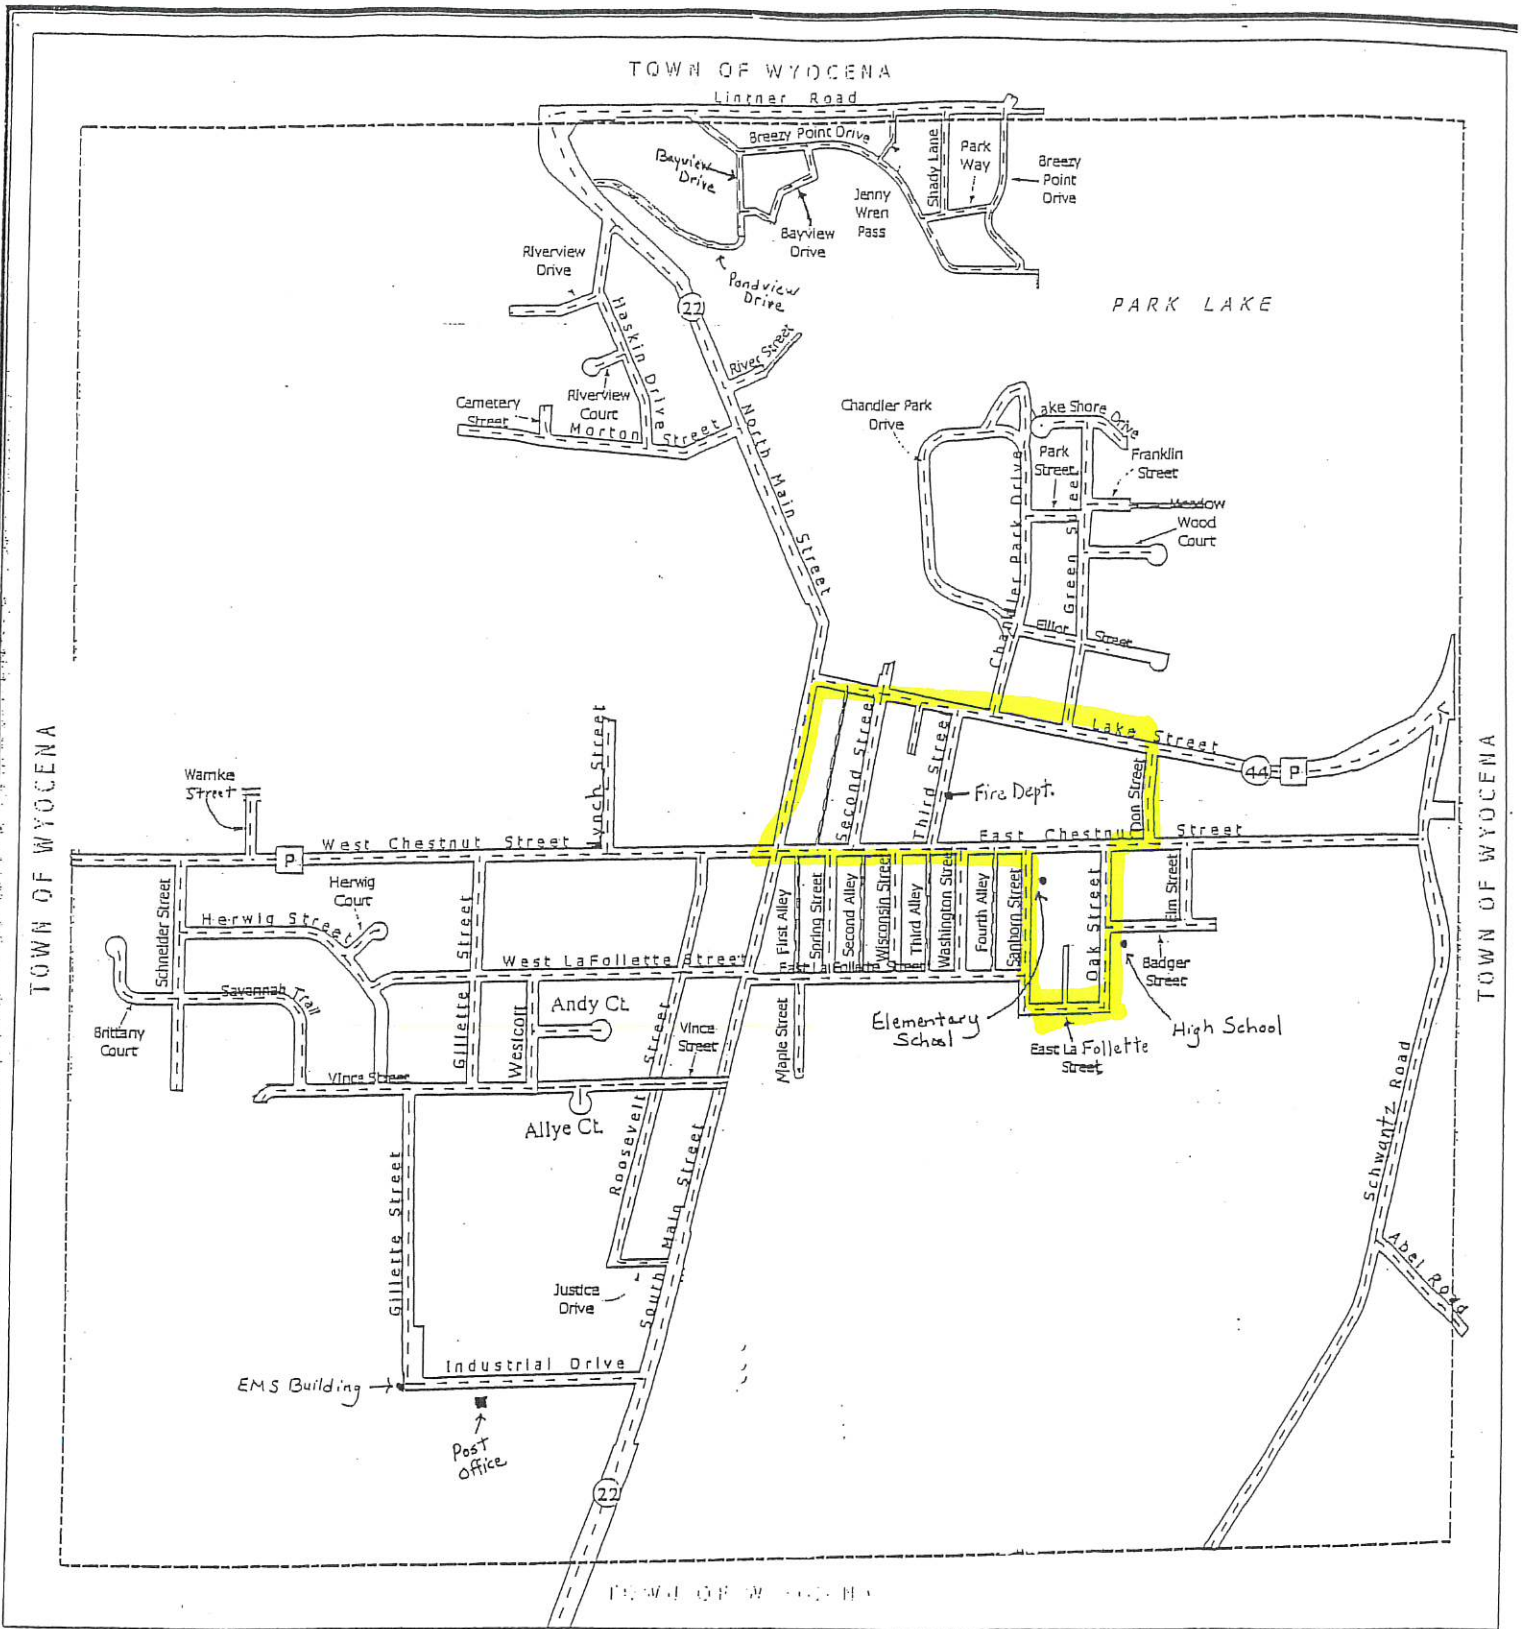 TOWN OF WYOCENA
Lintner Road
Breezy Point Drive
Bayview
Drive
Shady Lane
Park
Way
Breezy
Point
Drive
Jenny
Wren
Pass
Bayview
Drive
Riverview
Drive
Pondview
Drive
PARK LAKE
22
Haskin Drive
River Street
Riverview
Court
Cemetery
Street
Morton Street
North Main Street
Chandler Park
Drive
Lake Shore Drive
Park
Street
Franklin
Street
Meadow
Wood
Court
Chandler Park Drive
Green Street
Elliot Street
Lake Street
44
P
TOWN OF WYOCENA
TOWN OF WYOCENA
Warnke
Street
Lynch Street
Second Street
Third Street
Fire Dept.
Don Street
West Chestnut Street
East Chestnut Street
P
Schneider Street
Herwig
Court
Herwig Street
Gillette Street
First Alley
Spring Street
Second Alley
Wisconsin Street
Third Alley
Washington Street
Fourth Alley
Sanborn Street
Oak Street
Elm Street
West LaFollette Street
East LaFollette Street
Badger
Street
Savannah Trail
Andy Ct.
Brittany
Court
Gillette
Westcott
Vince
Street
Roosevelt Street
Maple Street
Elementary
School
East La Follette
Street
High School
Vince Street
Allye Ct.
Gillette Street
South Main Street
Schwantz Road
Abel Road
Justice
Drive
Industrial Drive
EMS Building
Post
Office
22
TOWN OF WYOCENA